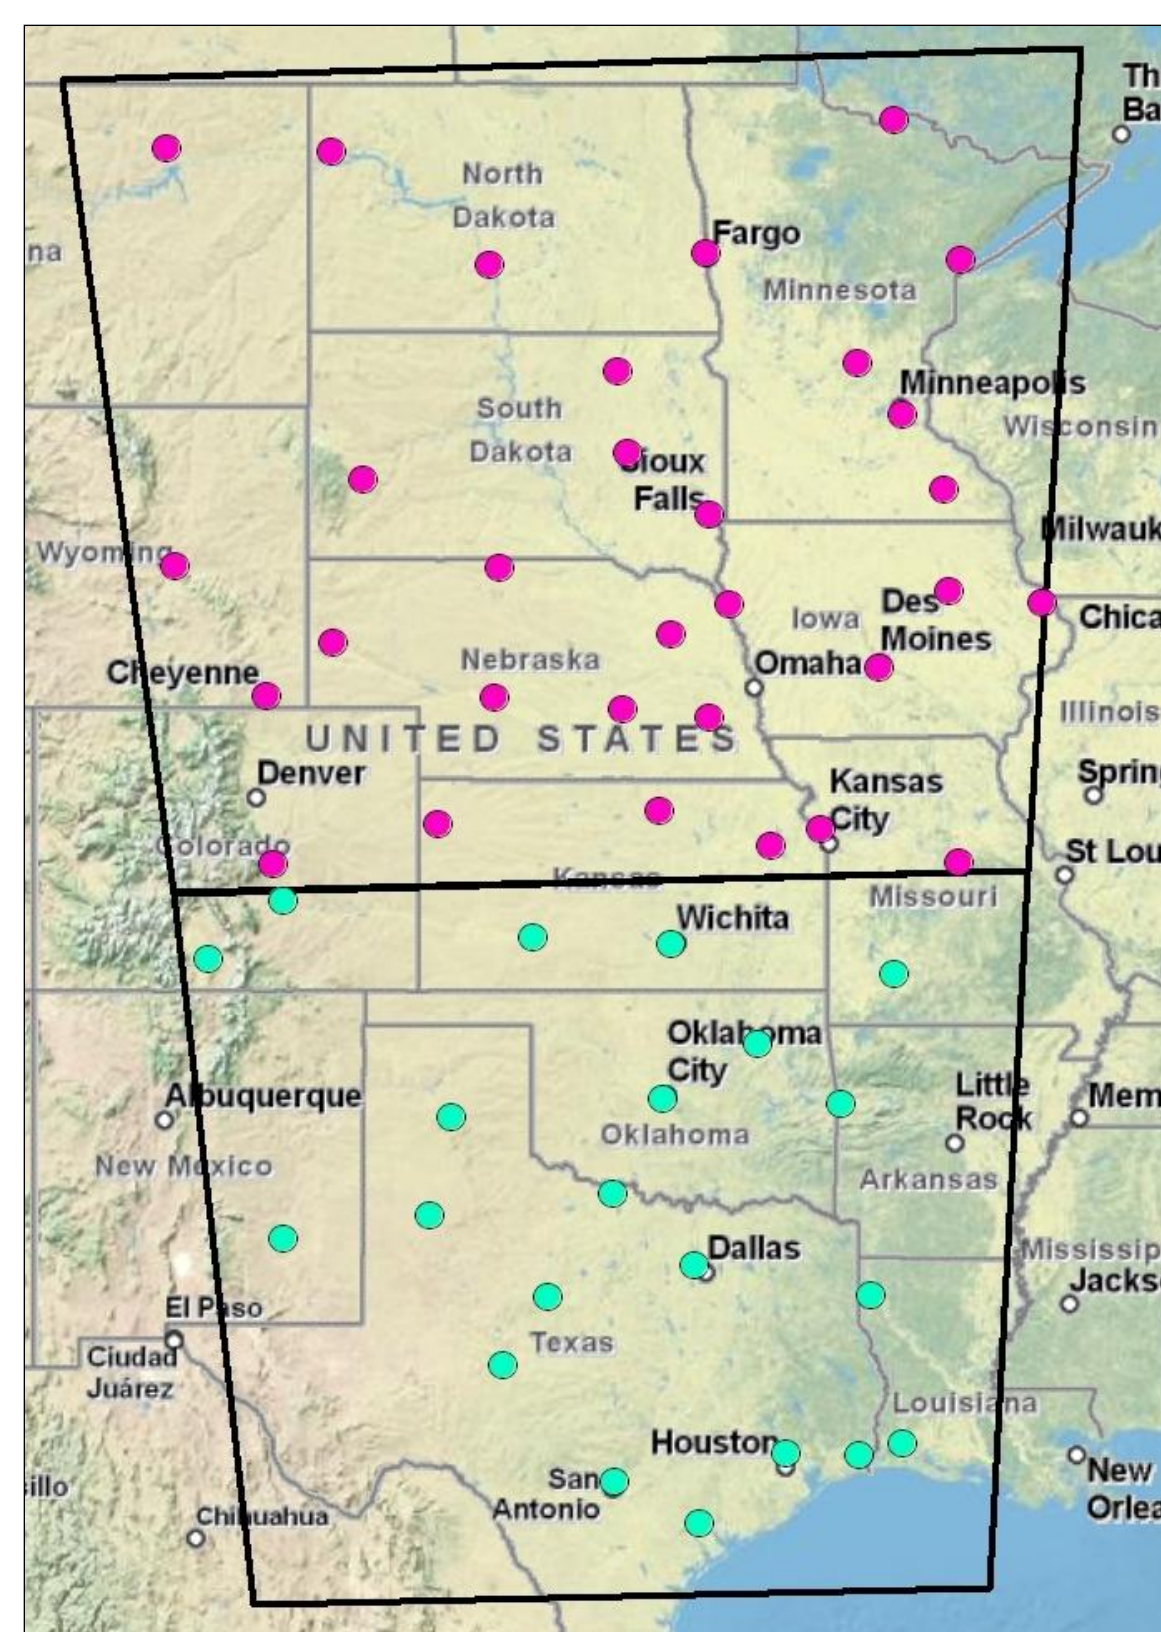 Th
Ba
North
Dakota
Fargo
na
Minnesota
Minneapolis
South
Dakota
Wisconsin
Sioux
Falls
Milwauk
Wyoming
Des
Moines
Iowa
Chica
Nebraska
Omaha
Cheyenne
Illinois
UNITED STATES
Denver
Kansas
City
Sprin
Colorado
St Lou
Kansas
Missouri
Wichita
Oklahoma
City
Albuquerque
Little
Rock
Mem
Oklahoma
New Mexico
Arkansas
Dallas
Mississip
Jacks
El Paso
Ciudad
Juárez
Texas
Louisiana
Houston
San
Antonio
New
Orlea
sillo
Chihuahua